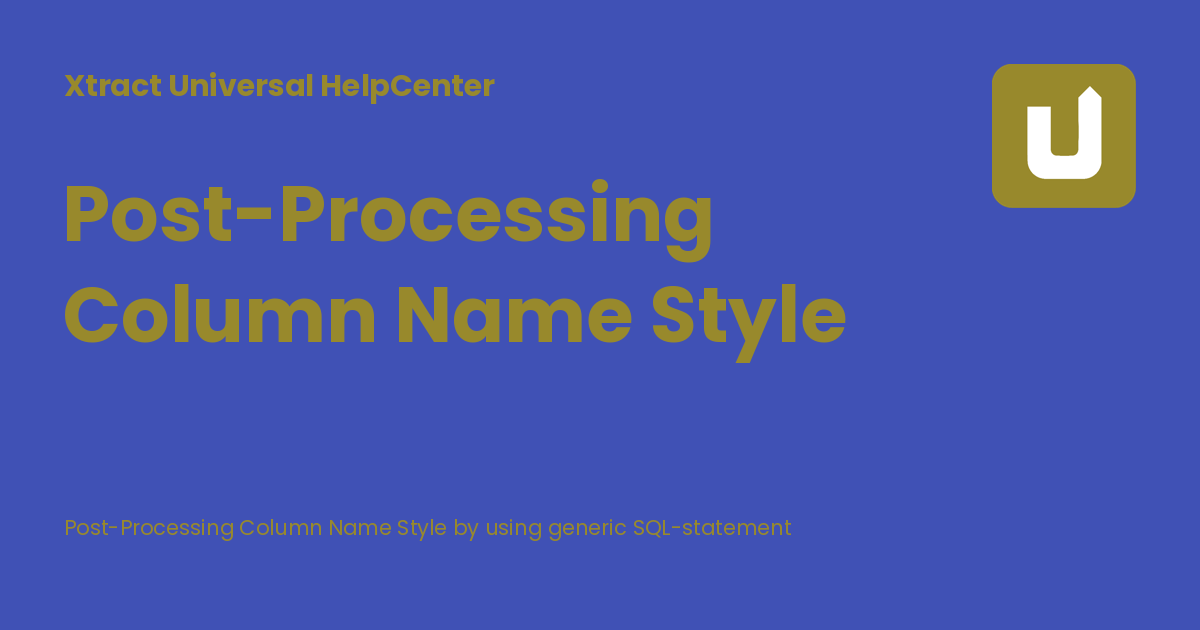 Xtract Universal HelpCenter
Post-Processing
Column Name Style
Post-Processing Column Name Style by using generic SQL-statement